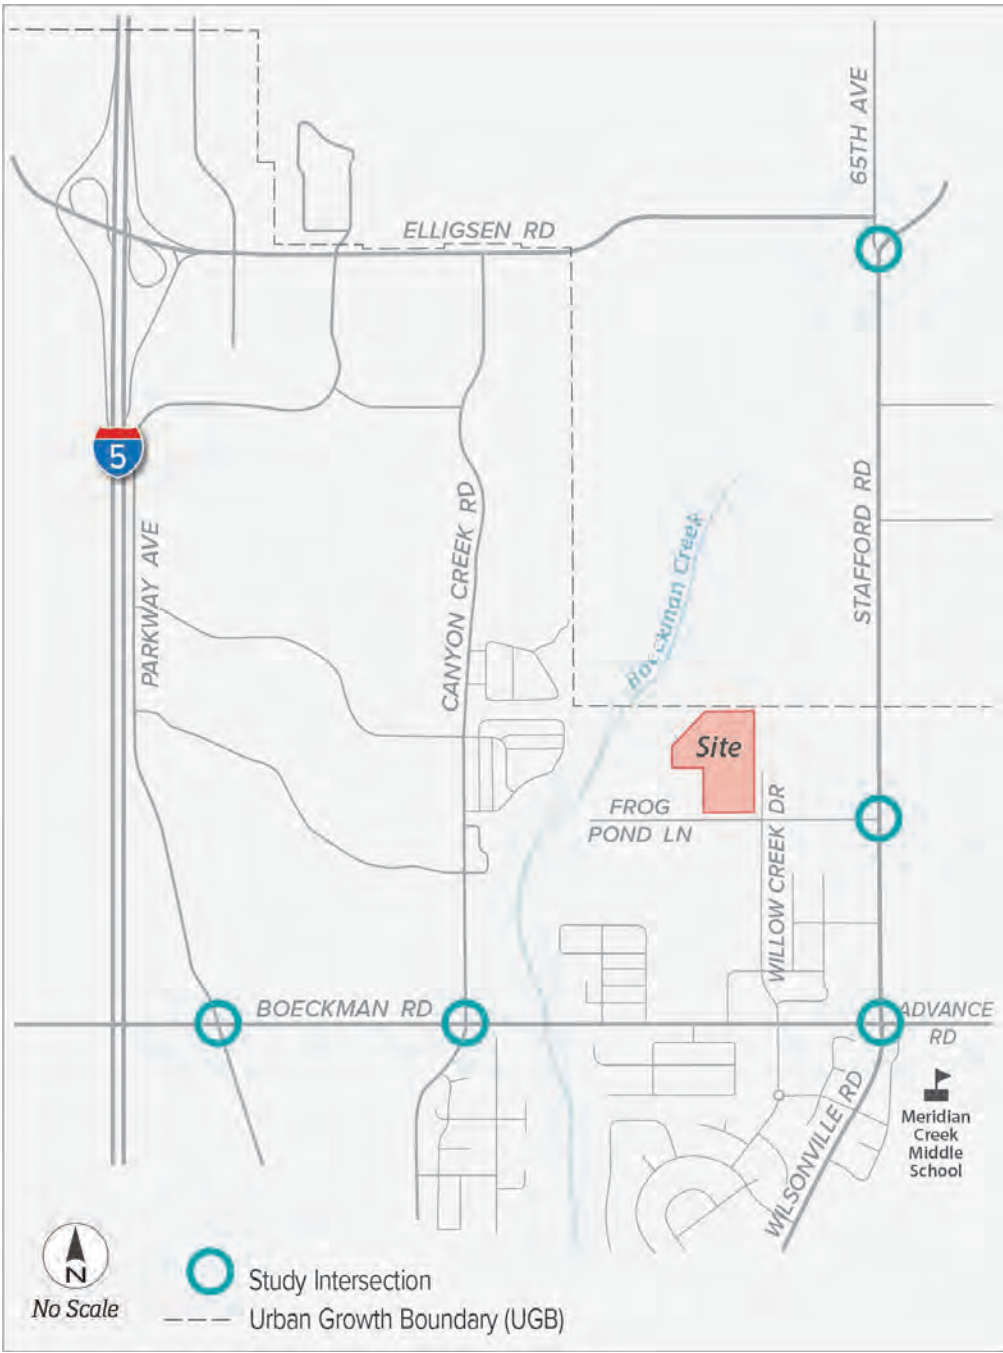 65TH AVE
ELLIGSEN RD
5
PARKWAY AVE
CANYON CREEK RD
Boeckman Creek
STAFFORD RD
Site
FROG
POND LN
WILLOW CREEK DR
BOECKMAN RD
ADVANCE
RD
WILSONVILLE RD
Meridian
Creek
Middle
School
N
No Scale
Study Intersection
Urban Growth Boundary (UGB)